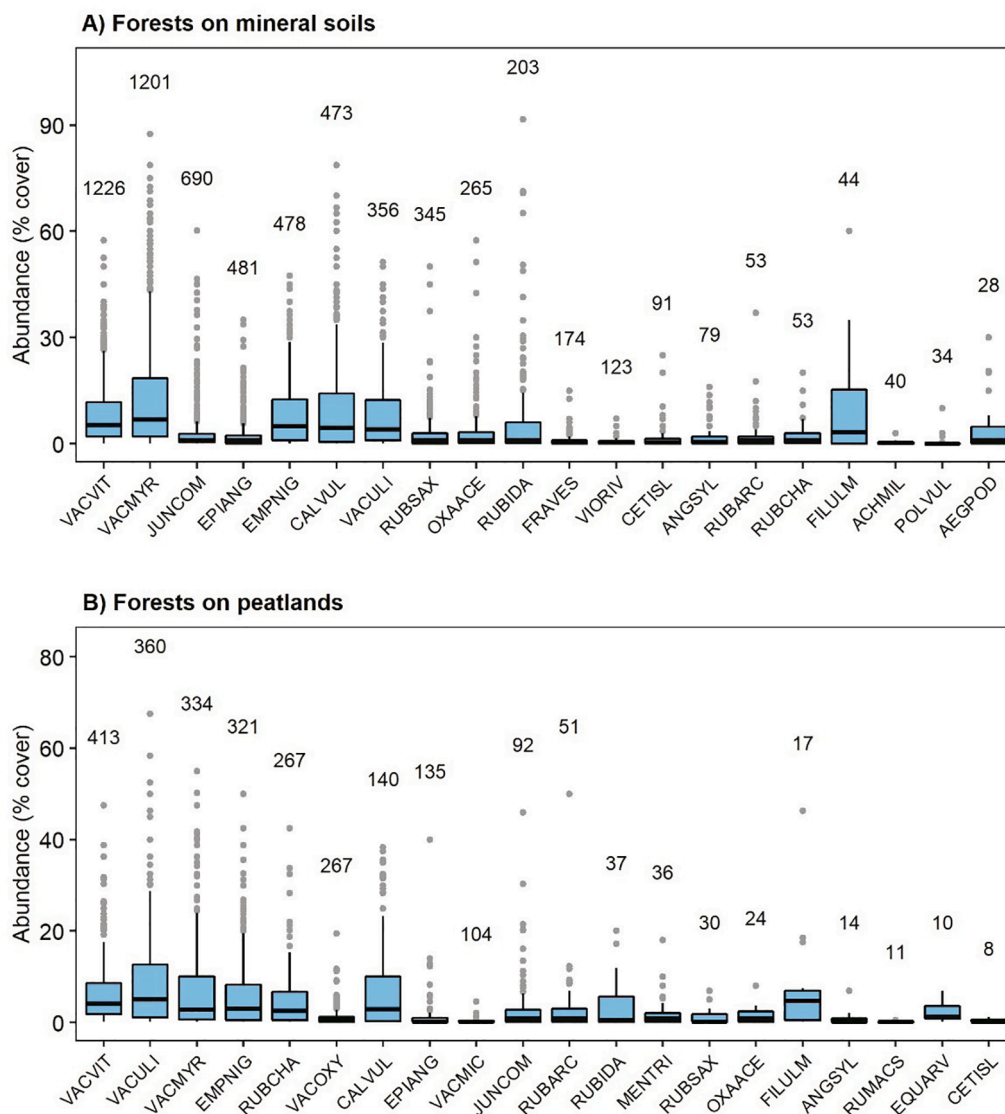 A) Forests on mineral soils
Abundance (% cover)
90
60
30
0
1226
1201
690
481
478
473
356
345
265
203
174
123
91
79
53
53
44
40
34
28
VACVIT
VACMYR
JUNCOM
EPIANG
EMPNIG
CALVUL
VACULI
RUBSAX
OXAACE
RUBIDA
FRAVES
VIORIV
CETISL
ANGSYL
RUBARC
RUBCHA
FILULM
ACHMIL
POLVUL
AEGPOD
B) Forests on peatlands
Abundance (% cover)
80
60
40
20
0
413
360
334
321
267
267
140
135
104
92
51
37
36
30
24
17
14
11
10
8
VACVIT
VACULI
VACMYR
EMPNIG
RUBCHA
VACOXY
CALVUL
EPIANG
VACMIC
JUNCOM
RUBARC
RUBIDA
MENTRI
RUBSAX
OXAACE
FILULM
ANGSYL
RUMACS
EQUARV
CETISL